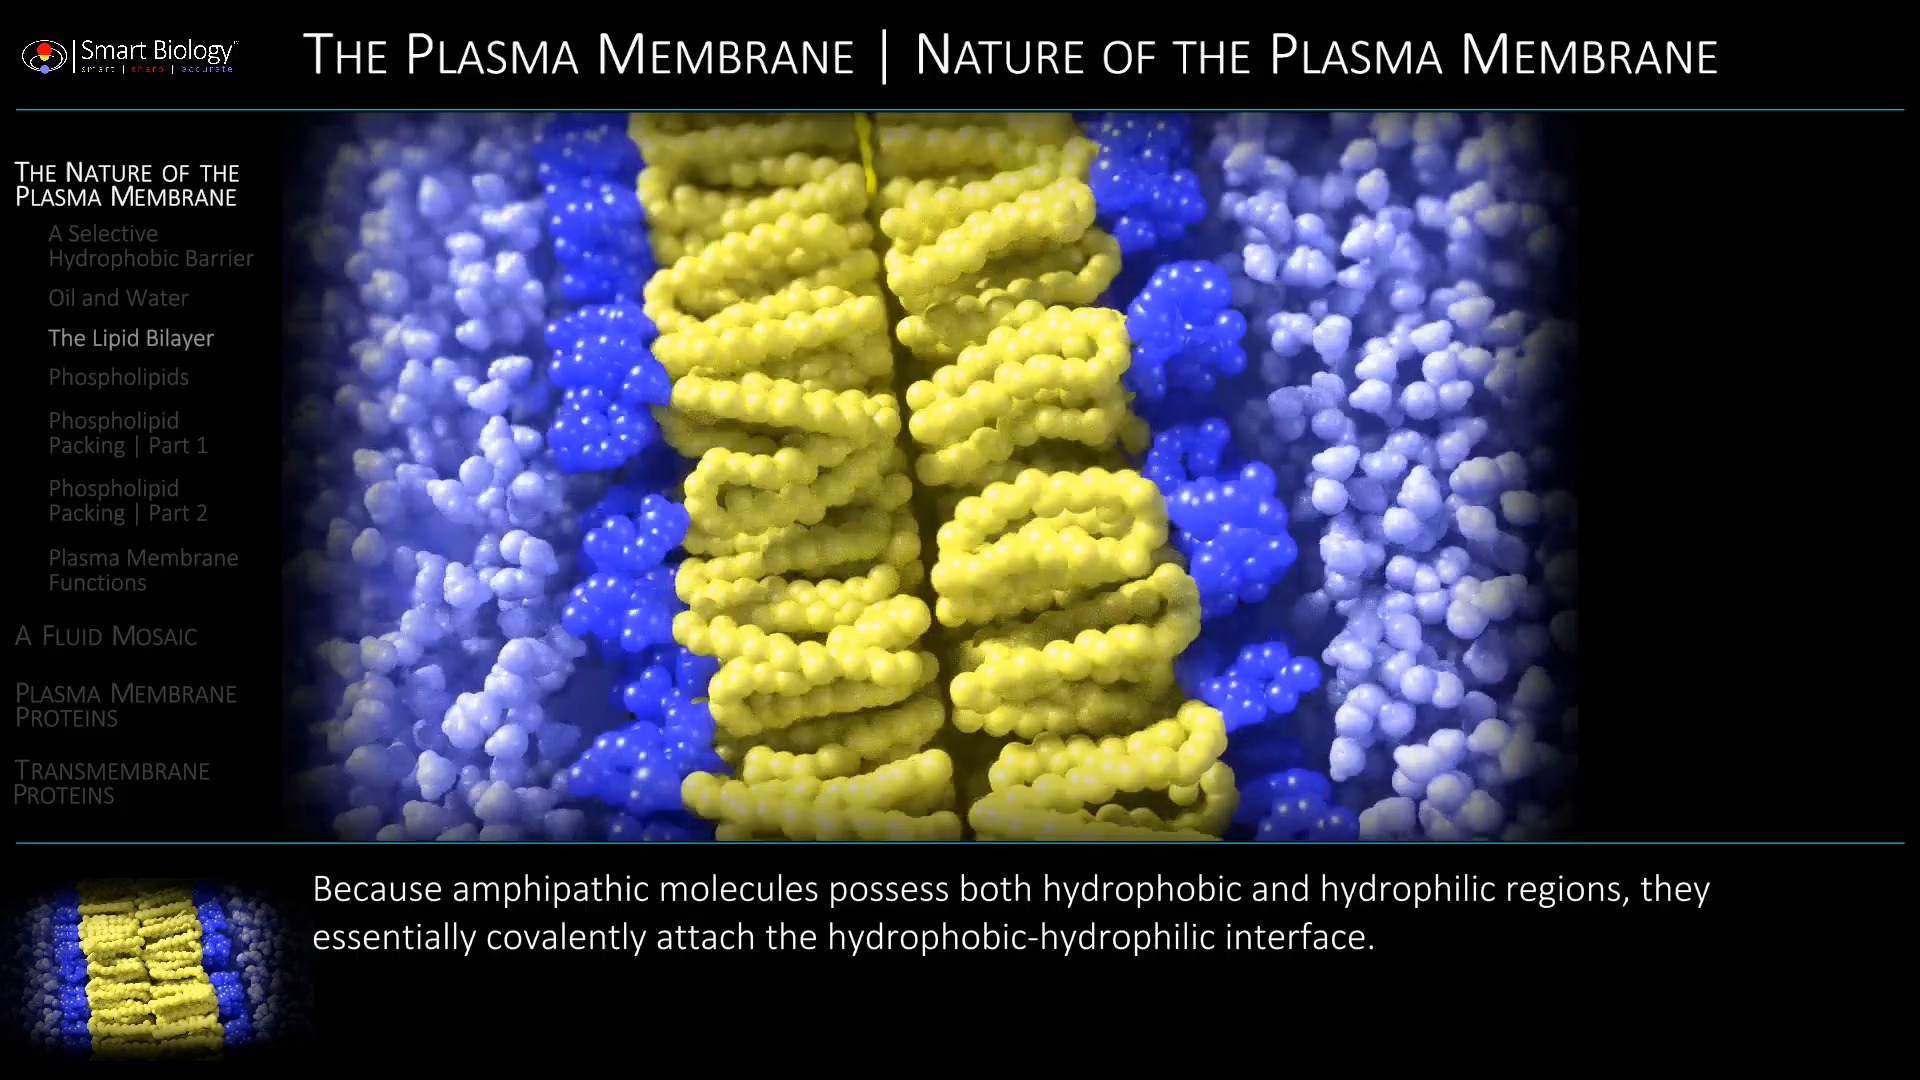 Smart Biology
smart | sharp | accurate
The Plasma Membrane | Nature of the Plasma Membrane
The Nature of the
Plasma Membrane
A Selective
Hydrophobic Barrier
Oil and Water
The Lipid Bilayer
Phospholipids
Phospholipid
Packing | Part 1
Phospholipid
Packing | Part 2
Plasma Membrane
Functions
A Fluid Mosaic
Plasma Membrane
Proteins
Transmembrane
Proteins
Because amphipathic molecules possess both hydrophobic and hydrophilic regions, they
essentially covalently attach the hydrophobic-hydrophilic interface.